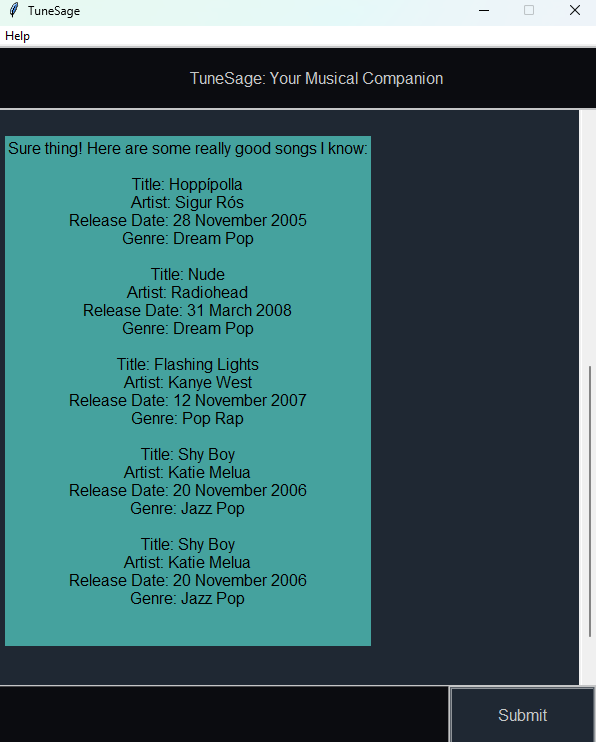 TuneSage
Help
TuneSage: Your Musical Companion
Sure thing! Here are some really good songs I know:
Title: Hoppípolla
Artist: Sigur Rós
Release Date: 28 November 2005
Genre: Dream Pop
Title: Nude
Artist: Radiohead
Release Date: 31 March 2008
Genre: Dream Pop
Title: Flashing Lights
Artist: Kanye West
Release Date: 12 November 2007
Genre: Pop Rap
Title: Shy Boy
Artist: Katie Melua
Release Date: 20 November 2006
Genre: Jazz Pop
Title: Shy Boy
Artist: Katie Melua
Release Date: 20 November 2006
Genre: Jazz Pop
Submit